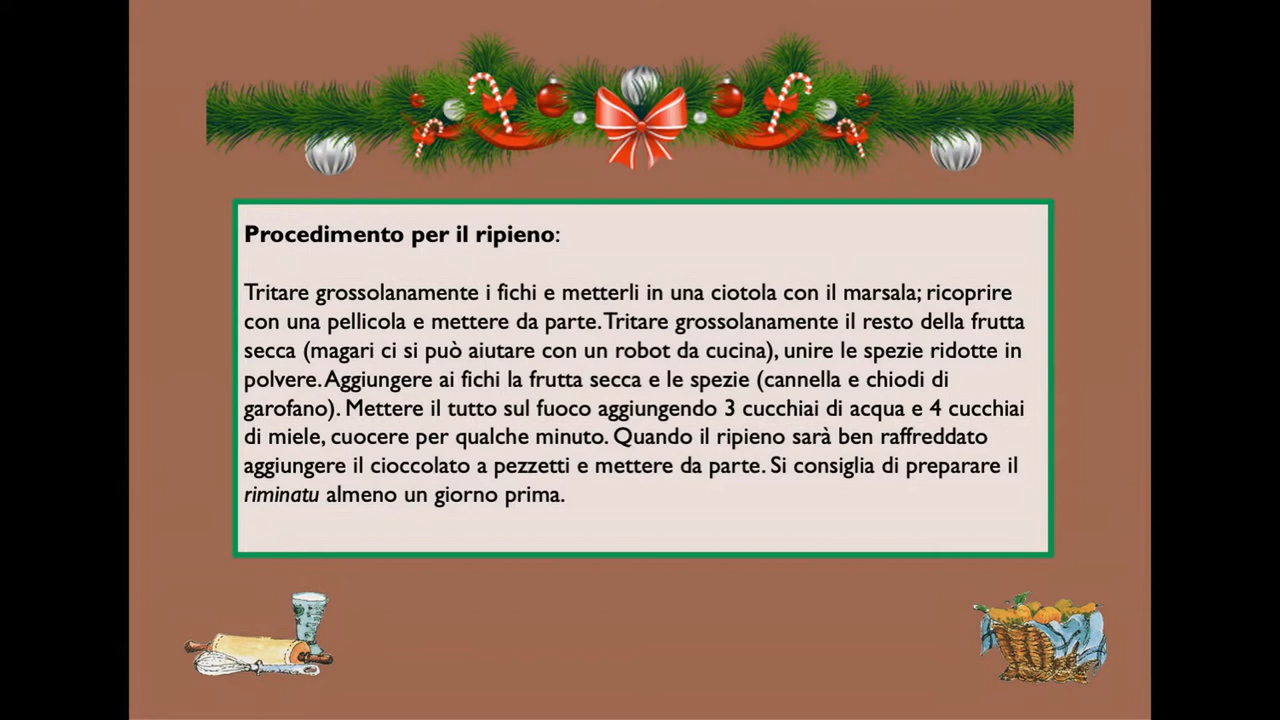 Procedimento per il ripieno:
Tritare grossolanamente i fichi e metterli in una ciotola con il marsala; ricoprire
con una pellicola e mettere da parte. Tritare grossolanamente il resto della frutta
secca (magari ci si può aiutare con un robot da cucina), unire le spezie ridotte in
polvere. Aggiungere ai fichi la frutta secca e le spezie (cannella e chiodi di
garofano). Mettere il tutto sul fuoco aggiungendo 3 cucchiai di acqua e 4 cucchiai
di miele, cuocere per qualche minuto. Quando il ripieno sarà ben raffreddato
aggiungere il cioccolato a pezzetti e mettere da parte. Si consiglia di preparare il
riminatu almeno un giorno prima.